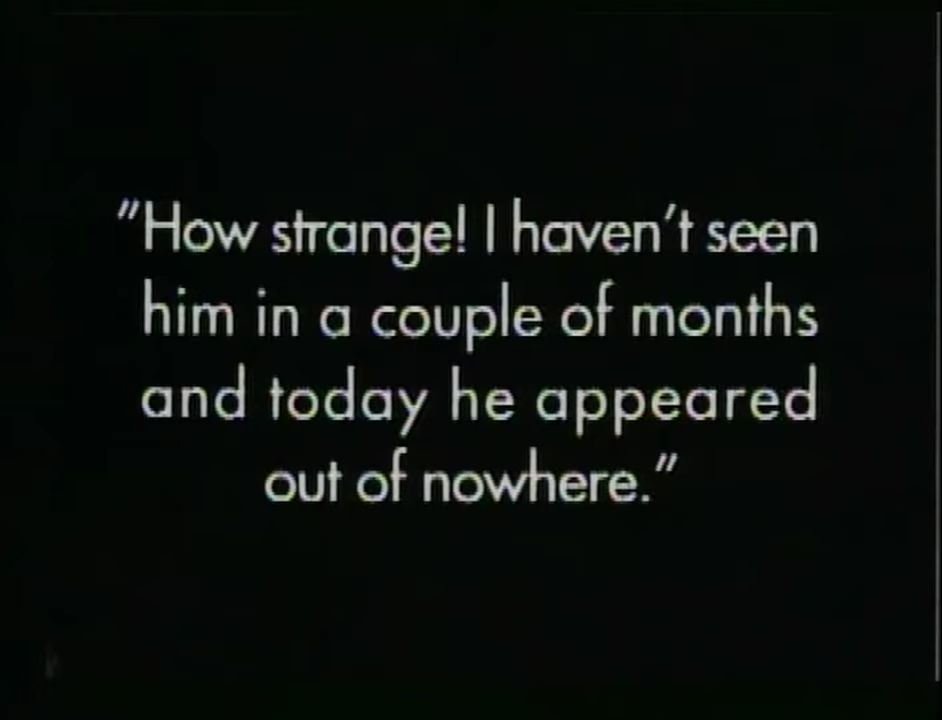 "How strange! I haven't seen
him in a couple of months
and today he appeared
out of nowhere."